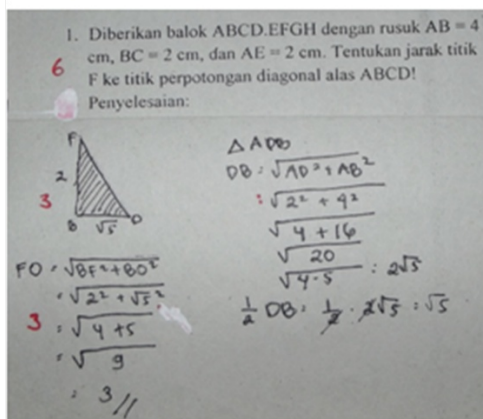 1. Diberikan balok ABCD.EFGH dengan rusuk AB = 4
cm, BC = 2 cm, dan AE = 2 cm. Tentukan jarak titik
F ke titik perpotongan diagonal alas ABCD!
Penyelesaian:
6
F
2
3
B √5 O
FO = √BF² + BO²
= √2² + √5²
3 = √4 + 5
= √9
= 3 //
△ ADB
DB = √AD² + AB²
= √2² + 4²
√4 + 16
√20
√4 · 5 = 2√5
1/2 DB = 1/2 · 2√5 = √5